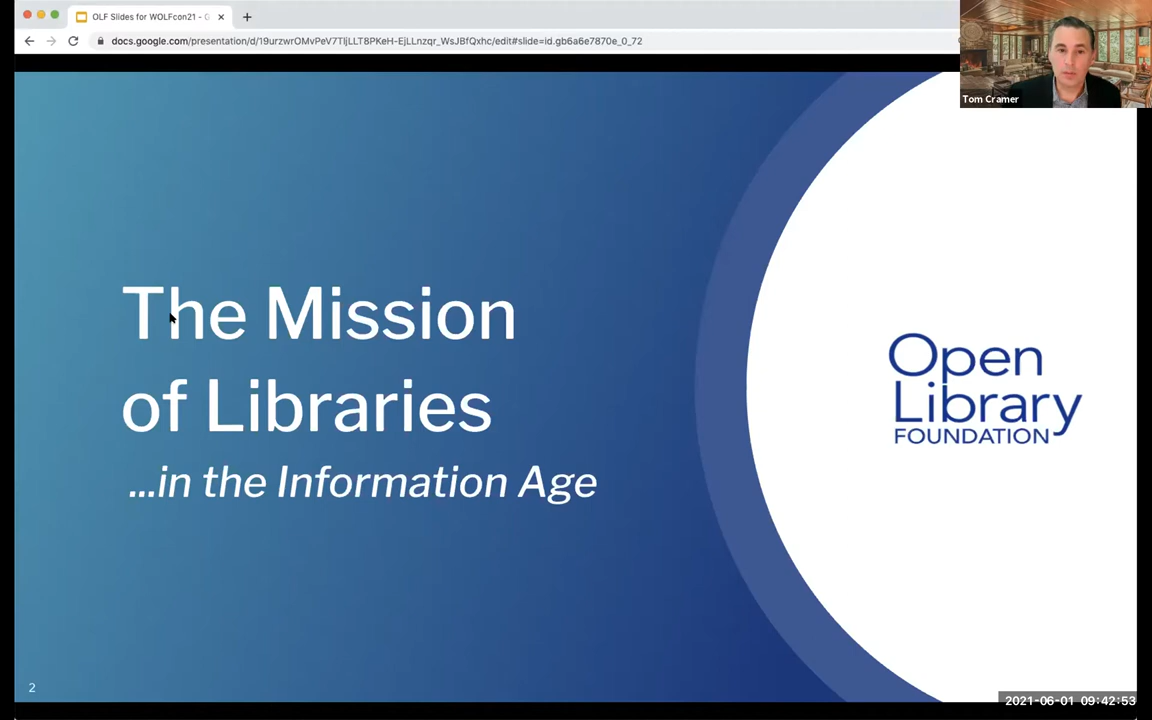 OLF Slides for WOLFcon21 - G
docs.google.com/presentation/d/19urzwrOMvPeV7TljLLT8PKeH-EjLLnzqr_WsJBfQxhc/edit#slide=id.gb6a6e7870e_0_72
Tom Cramer
The Mission
of Libraries
...in the Information Age
Open
Library
FOUNDATION
2
2021-06-01 09:42:53